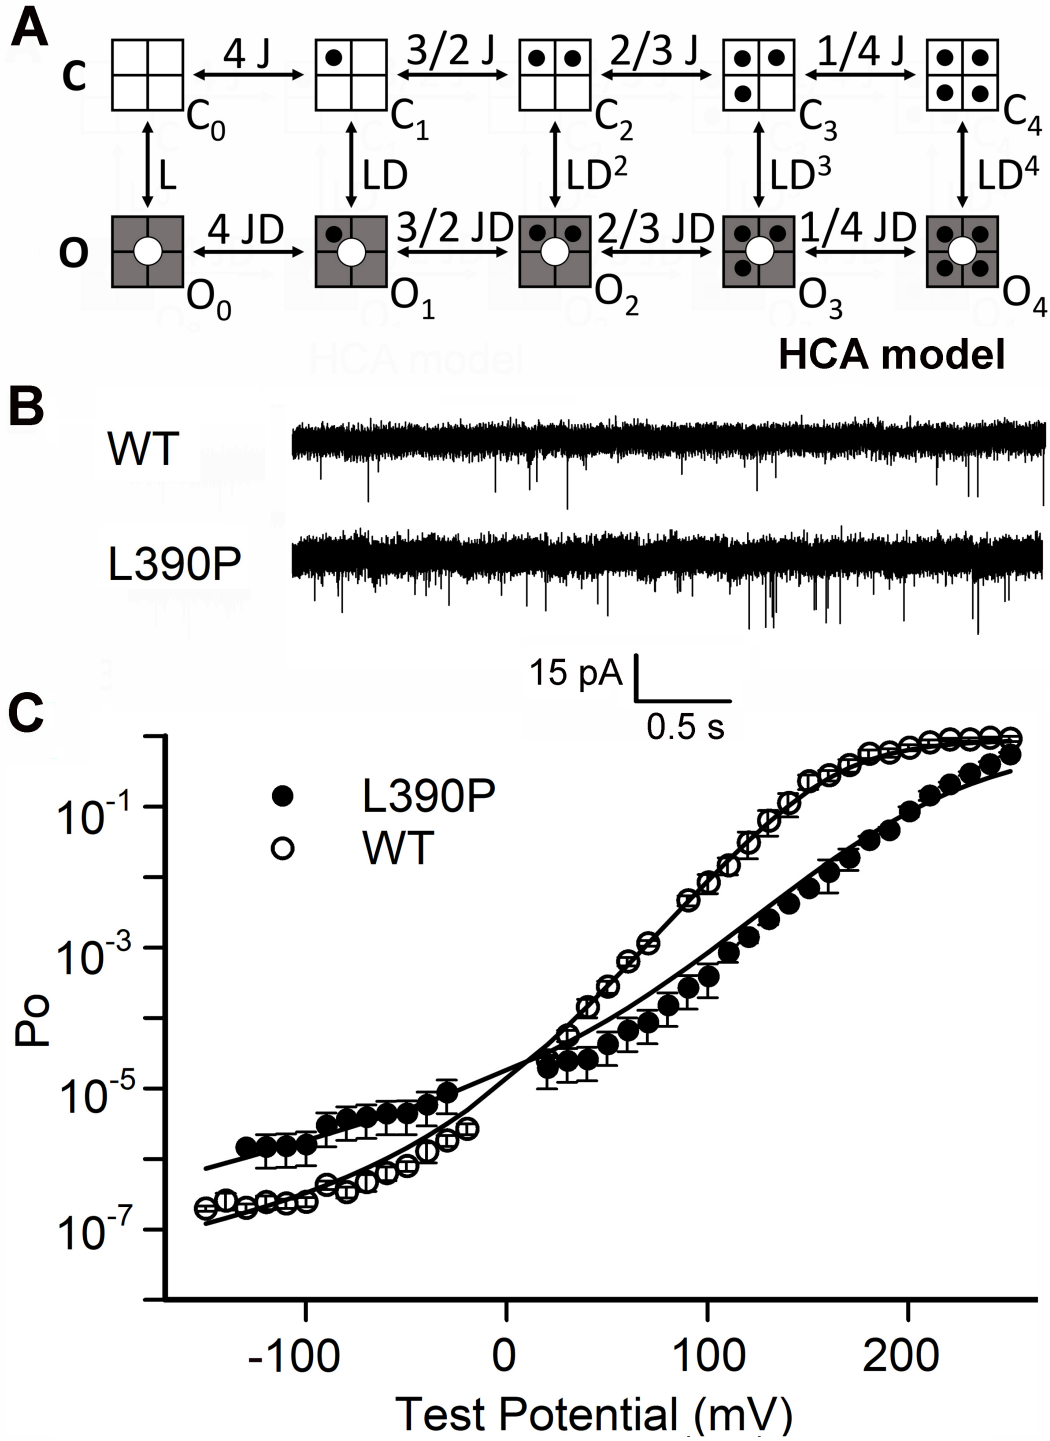 A
C
4 J
3/2 J
2/3 J
1/4 J
C0
C1
C2
C3
C4
L
LD
LD2
LD3
LD4
O
4 JD
3/2 JD
2/3 JD
1/4 JD
O0
O1
O2
O3
O4
HCA model
B
WT
L390P
15 pA
0.5 s
C
L390P
WT
Po
10-1
10-3
10-5
10-7
-100
0
100
200
Test Potential (mV)